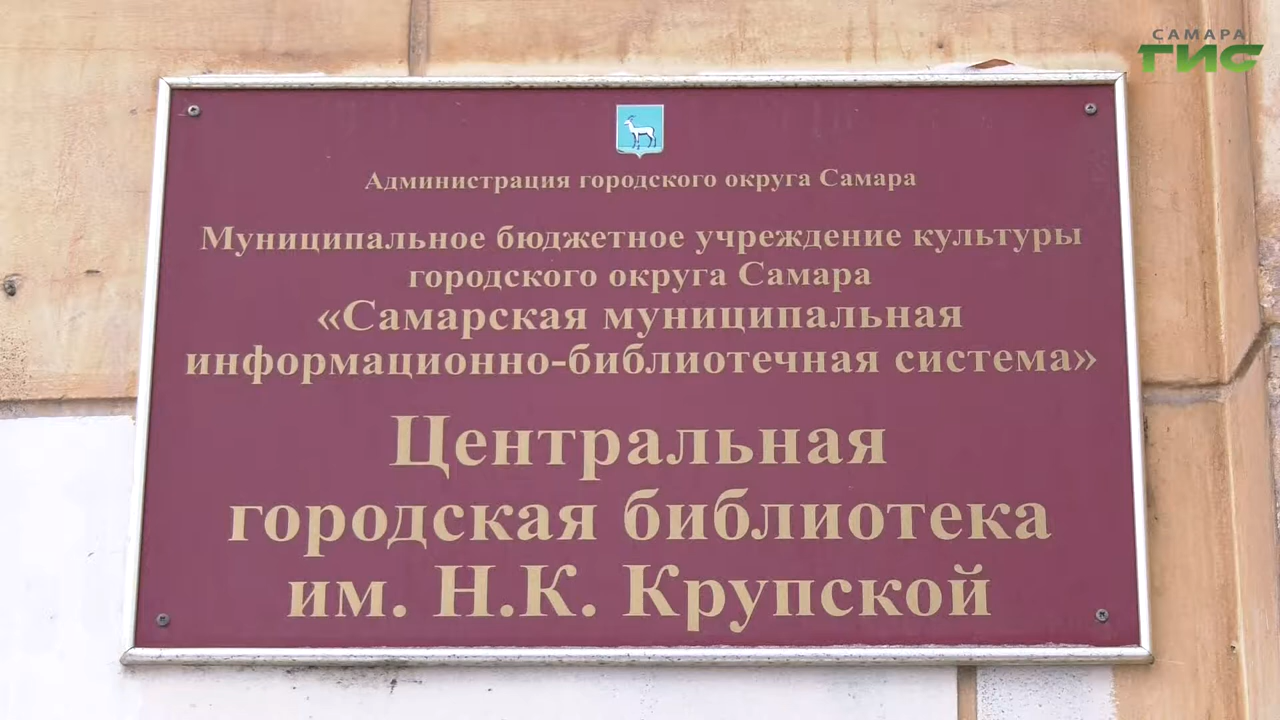 САМАРА
ГИС
Администрация городского округа Самара
Муниципальное бюджетное учреждение культуры
городского округа Самара
«Самарская муниципальная
информационно-библиотечная система»
Центральная
городская библиотека
им. Н.К. Крупской